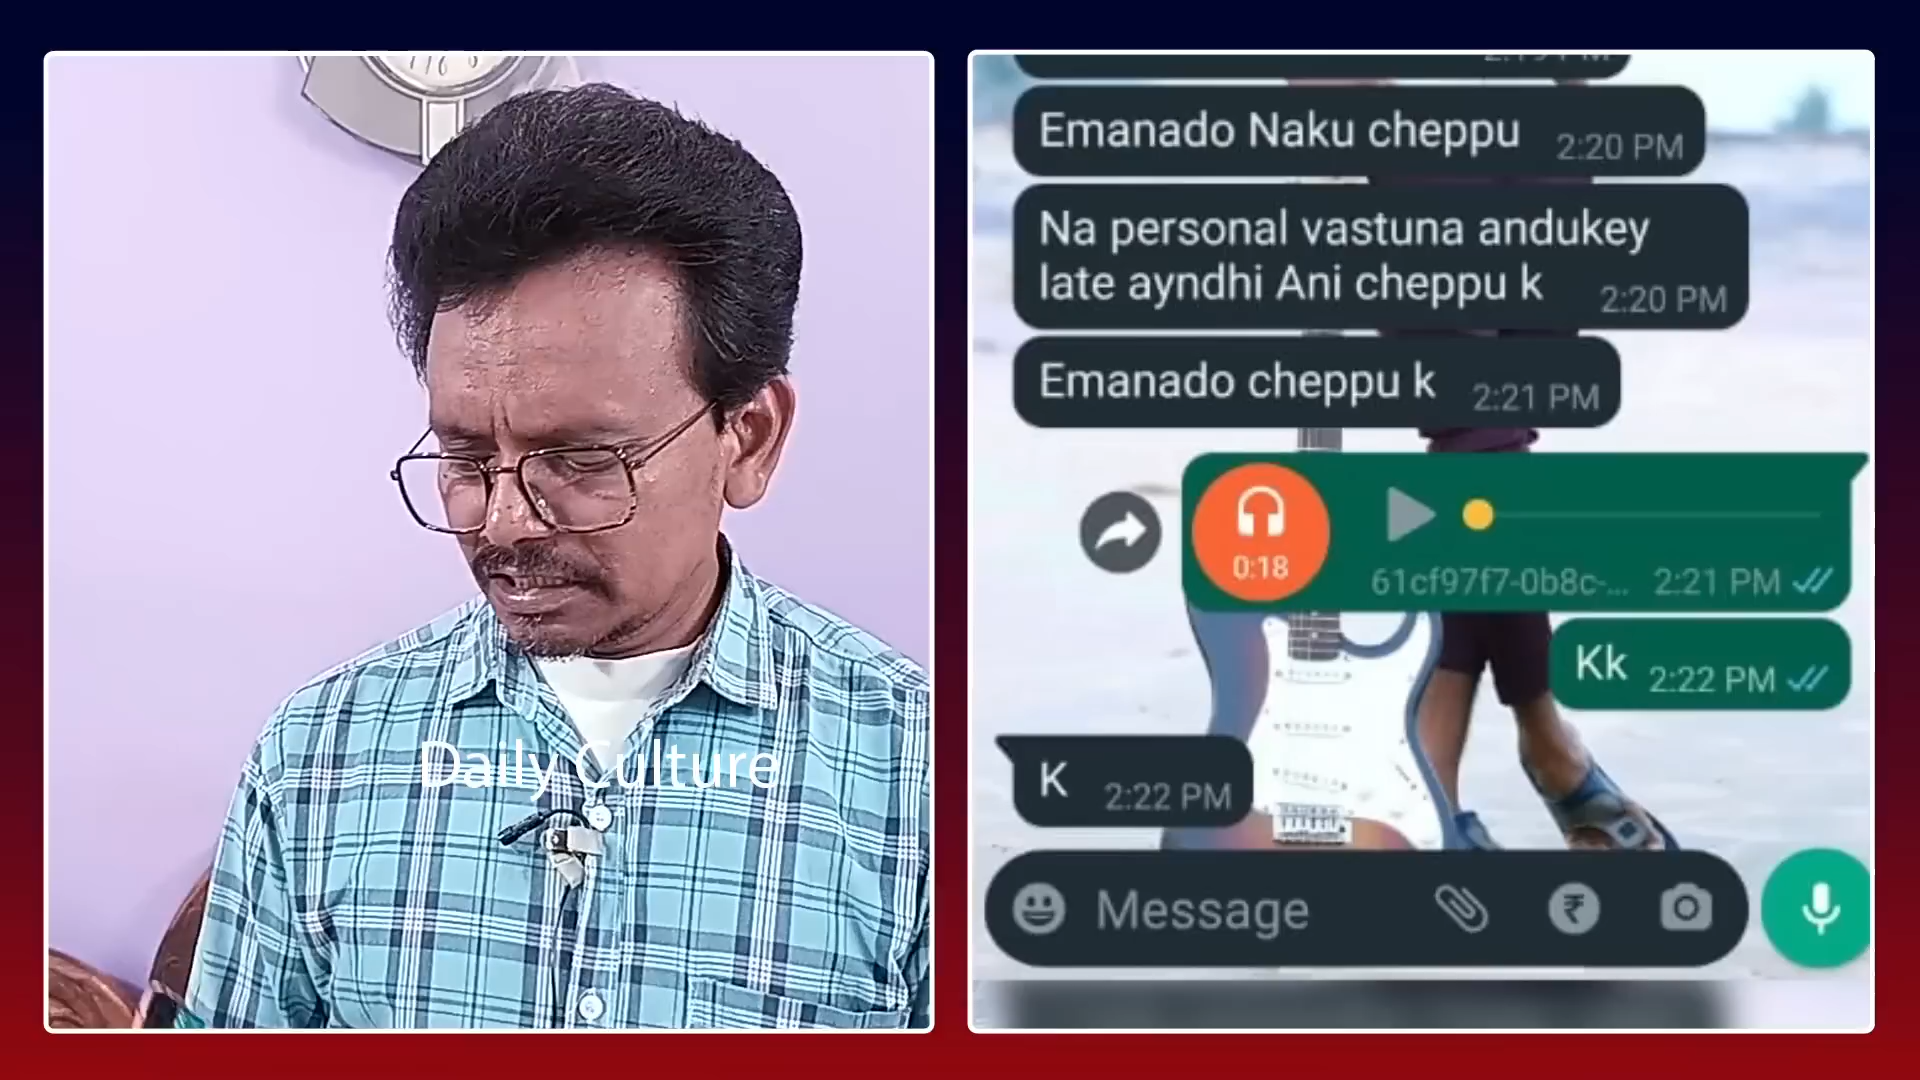 Daily Culture
Emanado Naku cheppu 2:20 PM
Na personal vastuna andukey
late ayndhi Ani cheppu k 2:20 PM
Emanado cheppu k 2:21 PM
0:18
61cf97f7-0b8c-... 2:21 PM
Kk 2:22 PM
K 2:22 PM
Message